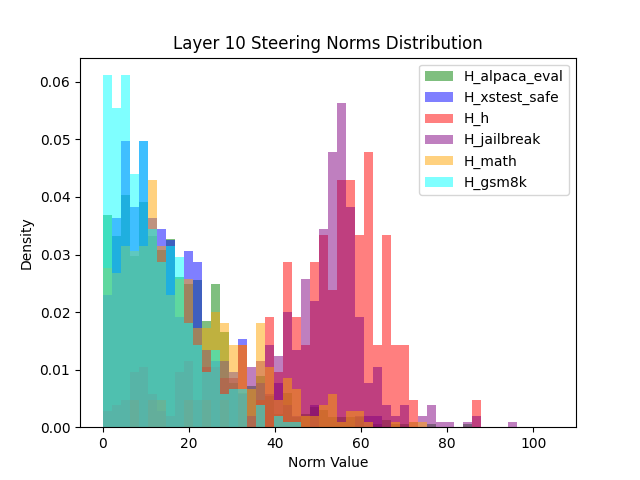 Layer 10 Steering Norms Distribution
H_alpaca_eval
H_xstest_safe
H_h
H_jailbreak
H_math
H_gsm8k
Density
0.06
0.05
0.04
0.03
0.02
0.01
0.00
0 20 40 60 80 100
Norm Value